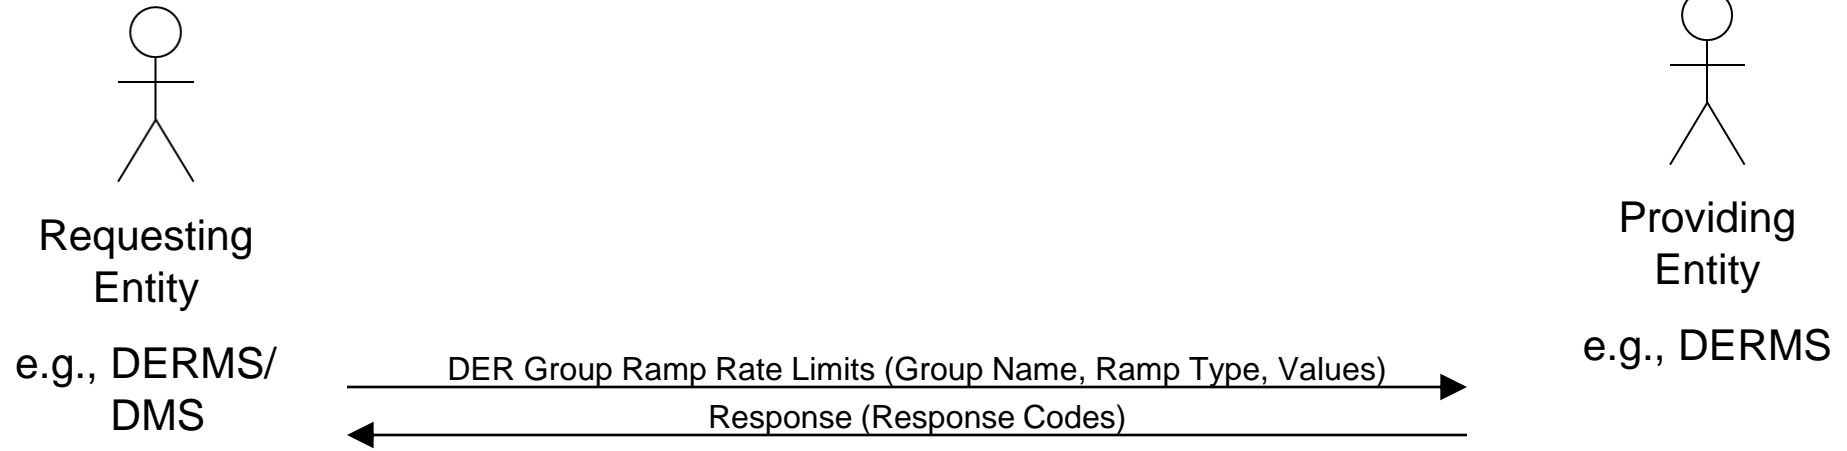 Requesting
Entity
e.g., DERMS/
DMS
Providing
Entity
e.g., DERMS
DER Group Ramp Rate Limits (Group Name, Ramp Type, Values)
Response (Response Codes)